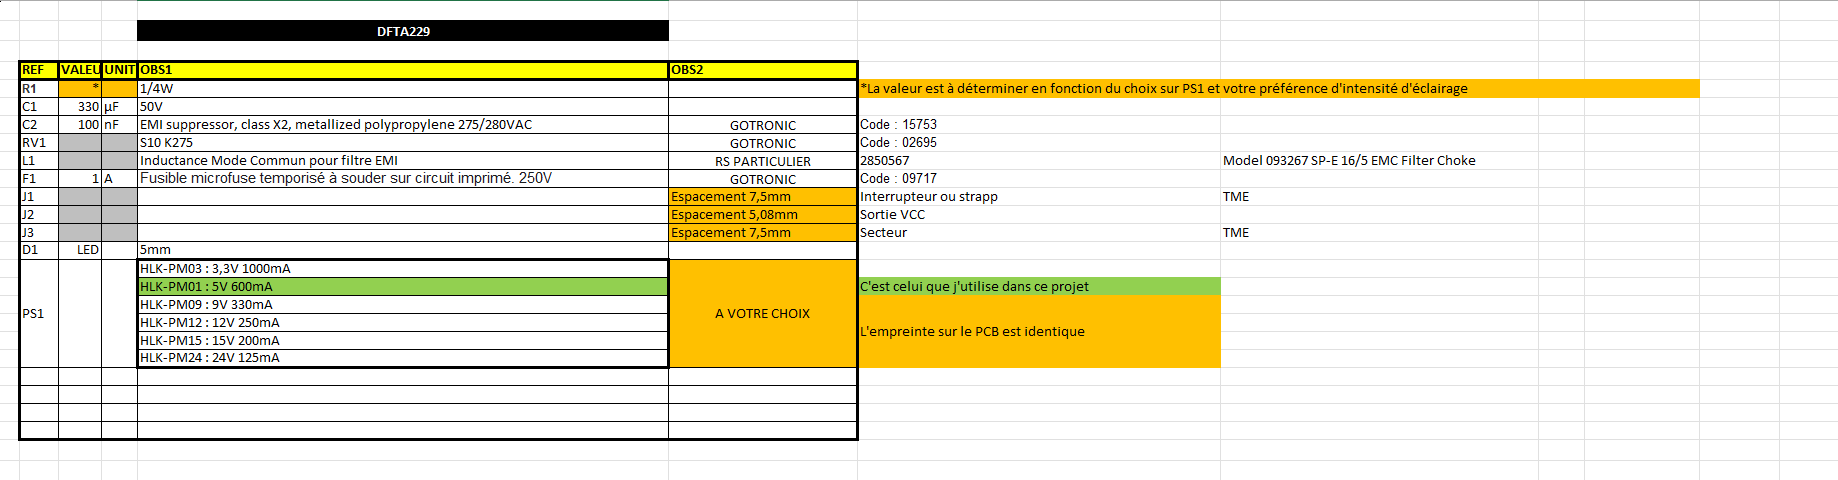 DFTA229
REF VALEU UNIT OBS1 OBS2
R1 * 1/4W *La valeur est à déterminer en fonction du choix sur PS1 et votre préférence d'intensité d'éclairage
C1 330 µF 50V
C2 100 nF EMI suppressor, class X2, metallized polypropylene 275/280VAC GOTRONIC Code : 15753
RV1 S10 K275 GOTRONIC Code : 02695
L1 Inductance Mode Commun pour filtre EMI RS PARTICULIER 2850567 Model 093267 SP-E 16/5 EMC Filter Choke
F1 1 A Fusible microfuse temporisé à souder sur circuit imprimé. 250V GOTRONIC Code : 09717
J1 Espacement 7,5mm Interrupteur ou strapp TME
J2 Espacement 5,08mm Sortie VCC
J3 Espacement 7,5mm Secteur TME
D1 LED 5mm
HLK-PM03 : 3,3V 1000mA
HLK-PM01 : 5V 600mA C'est celui que j'utilise dans ce projet
HLK-PM09 : 9V 330mA
PS1 A VOTRE CHOIX
HLK-PM12 : 12V 250mA
L'empreinte sur le PCB est identique
HLK-PM15 : 15V 200mA
HLK-PM24 : 24V 125mA